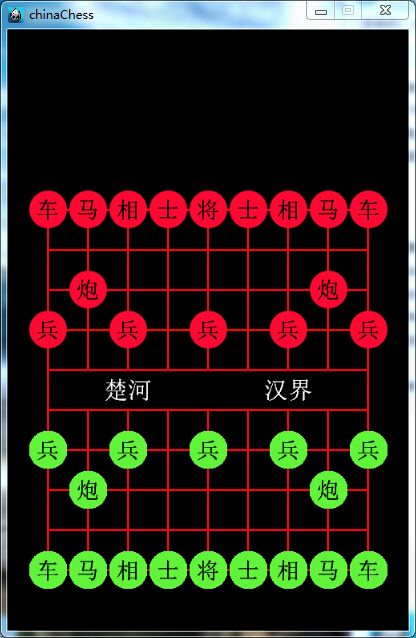 chinaChess
车马相士将士相马车
炮 炮
兵 兵 兵 兵 兵
楚河 汉界
兵 兵 兵 兵 兵
炮 炮
车马相士将士相马车